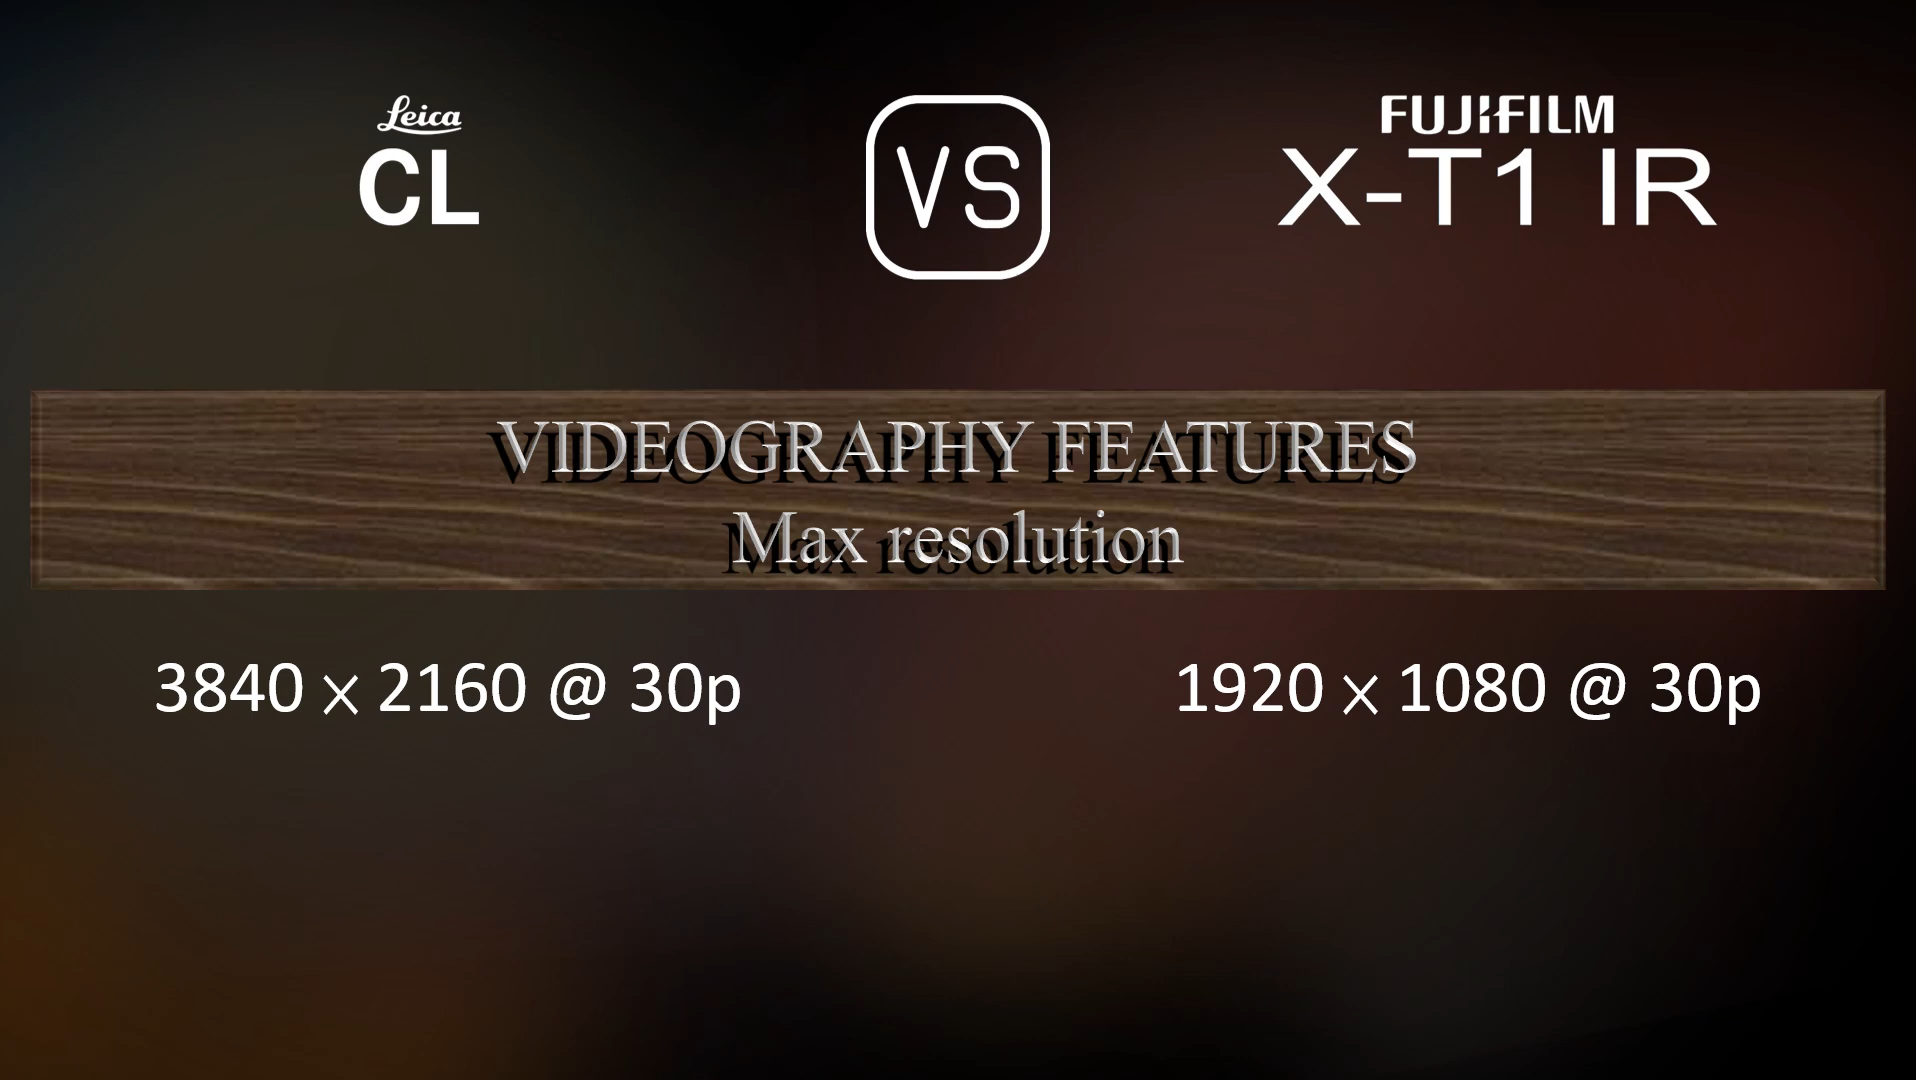 Leica
CL
VS
FUJIFILM
X-T1 IR
VIDEOGRAPHY FEATURES
Max resolution
3840 x 2160 @ 30p
1920 x 1080 @ 30p